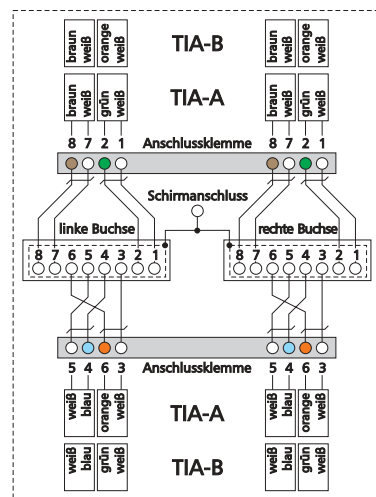 braun weiß orange weiß TIA-B braun weiß orange weiß
braun weiß grün weiß TIA-A braun weiß grün weiß
8 7 2 1 Anschlussklemme 8 7 2 1
Schirmanschluss
linke Buchse rechte Buchse
8 7 6 5 4 3 2 1 8 7 6 5 4 3 2 1
5 4 6 3 Anschlussklemme 5 4 6 3
weiß blau orange weiß TIA-A weiß blau orange weiß
weiß blau grün weiß TIA-B weiß blau grün weiß